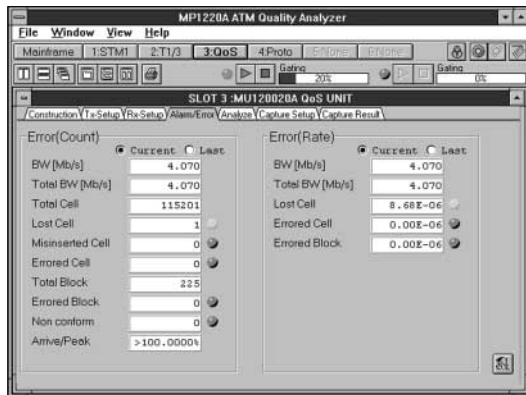 MP1220A ATM Quality Analyzer
File Window View Help
Mainframe 1:STM1 2:T1/3 3:QoS 4:Proto 5:None 6:None
Gating 20% Gating 0%
SLOT 3 :MU120020A QoS UNIT
Construction Tx-Setup Rx-Setup Alarm/Error Analyze Capture Setup Capture Result
Error(Count)
Current Last
BW [Mb/s] 4.070
Total BW [Mb/s] 4.070
Total Cell 115201
Lost Cell 1
Misinserted Cell 0
Errored Cell 0
Total Block 225
Errored Block 0
Non conform 0
Arrive/Peak >100.0000%
Error(Rate)
Current Last
BW [Mb/s] 4.070
Total BW [Mb/s] 4.070
Lost Cell 8.68E-06
Errored Cell 0.00E-06
Errored Block 0.00E-06